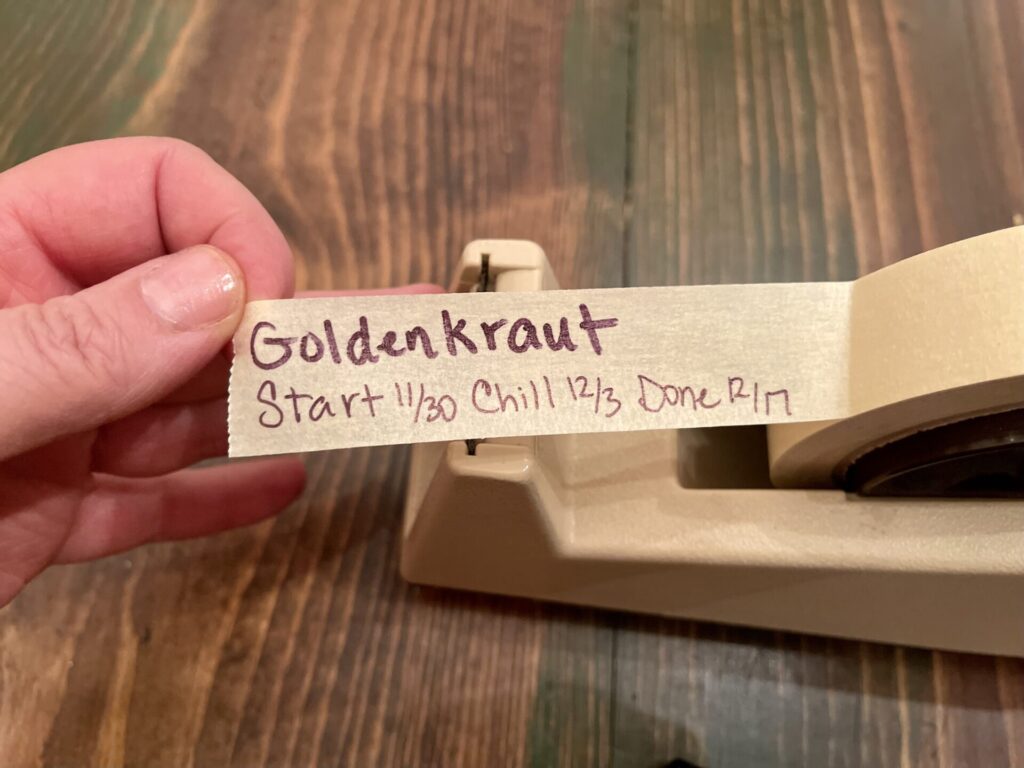 Goldenkraut
Start 11/30 Chill 12/3 Done 12/17